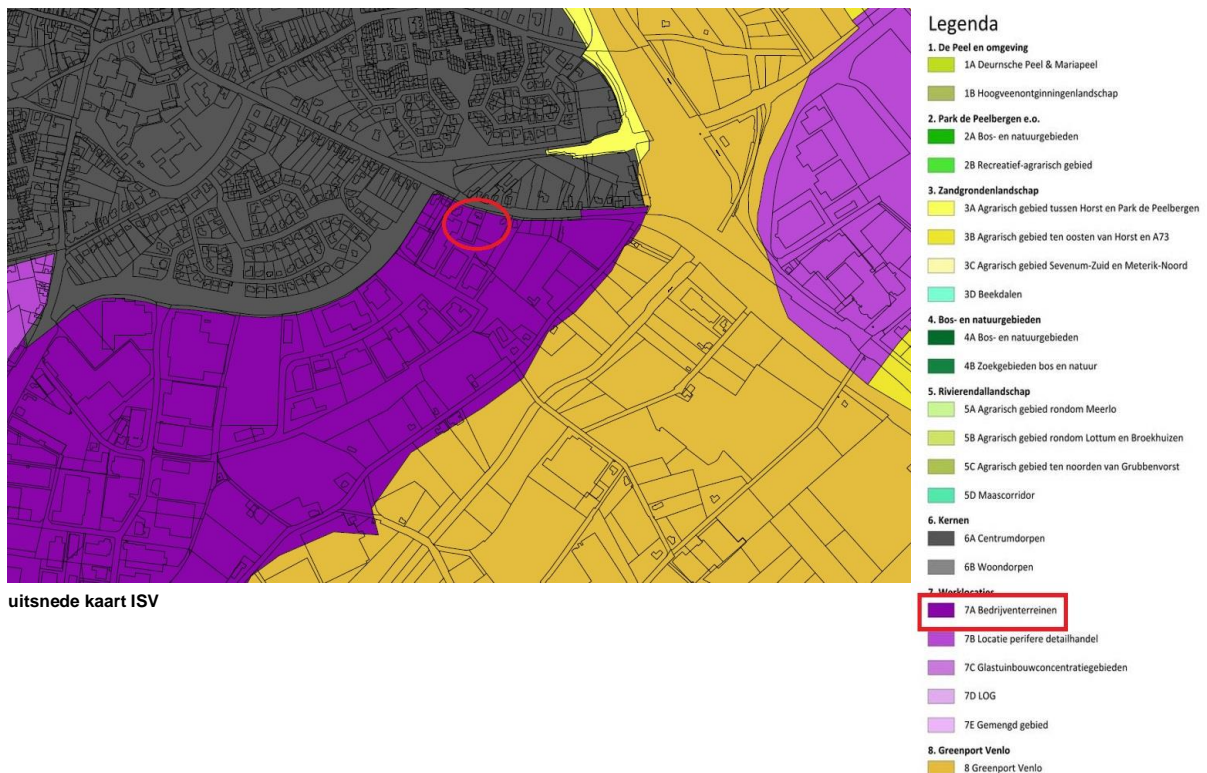 uitsnede kaart ISV
Legenda
1. De Peel en omgeving
1A Deurnsche Peel & Mariapeel
1B Hoogveenontginningenlandschap
2. Park de Peelbergen e.o.
2A Bos- en natuurgebieden
2B Recreatief-agrarisch gebied
3. Zandgrondenlandschap
3A Agrarisch gebied tussen Horst en Park de Peelbergen
3B Agrarisch gebied ten oosten van Horst en A73
3C Agrarisch gebied Sevenum-Zuid en Meterik-Noord
3D Beekdalen
4. Bos- en natuurgebieden
4A Bos- en natuurgebieden
4B Zoekgebieden bos en natuur
5. Rivierendallandschap
5A Agrarisch gebied rondom Meerlo
5B Agrarisch gebied rondom Lottum en Broekhuizen
5C Agrarisch gebied ten noorden van Grubbenvorst
5D Maascorridor
6. Kernen
6A Centrumdorpen
6B Woondorpen
7. Werklocaties
7A Bedrijventerreinen
7B Locatie perifere detailhandel
7C Glastuinbouwconcentratiegebieden
7D LOG
7E Gemengd gebied
8. Greenport Venlo
8 Greenport Venlo